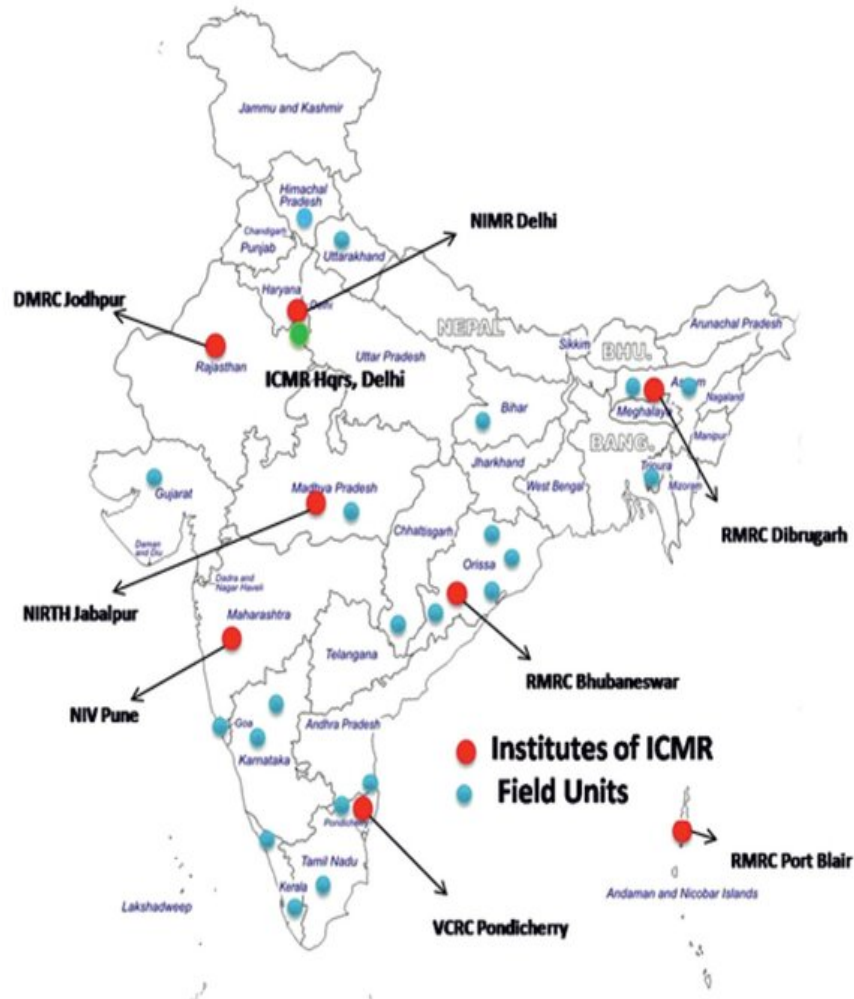 Jammu and Kashmir
Himachal
Pradesh
Chandigarh
Punjab
Uttarakhand
NIMR Delhi
Haryana
Delhi
DMRC Jodhpur
Rajasthan
ICMR Hqrs, Delhi
Uttar Pradesh
NEPAL
Sikkim
BHU.
Arunachal Pradesh
Assam
Nagaland
Meghalaya
Manipur
BANG.
Bihar
Jharkhand
West Bengal
Tripura
Mizoram
RMRC Dibrugarh
Gujarat
Madhya Pradesh
Chhattisgarh
Orissa
Daman
and Diu
Dadra and
Nagar Haveli
NIRTH Jabalpur
Maharashtra
Telangana
RMRC Bhubaneswar
NIV Pune
Goa
Karnataka
Andhra Pradesh
Institutes of ICMR
Field Units
Pondicherry
Tamil Nadu
Kerala
Lakshadweep
VCRC Pondicherry
RMRC Port Blair
Andaman and Nicobar Islands